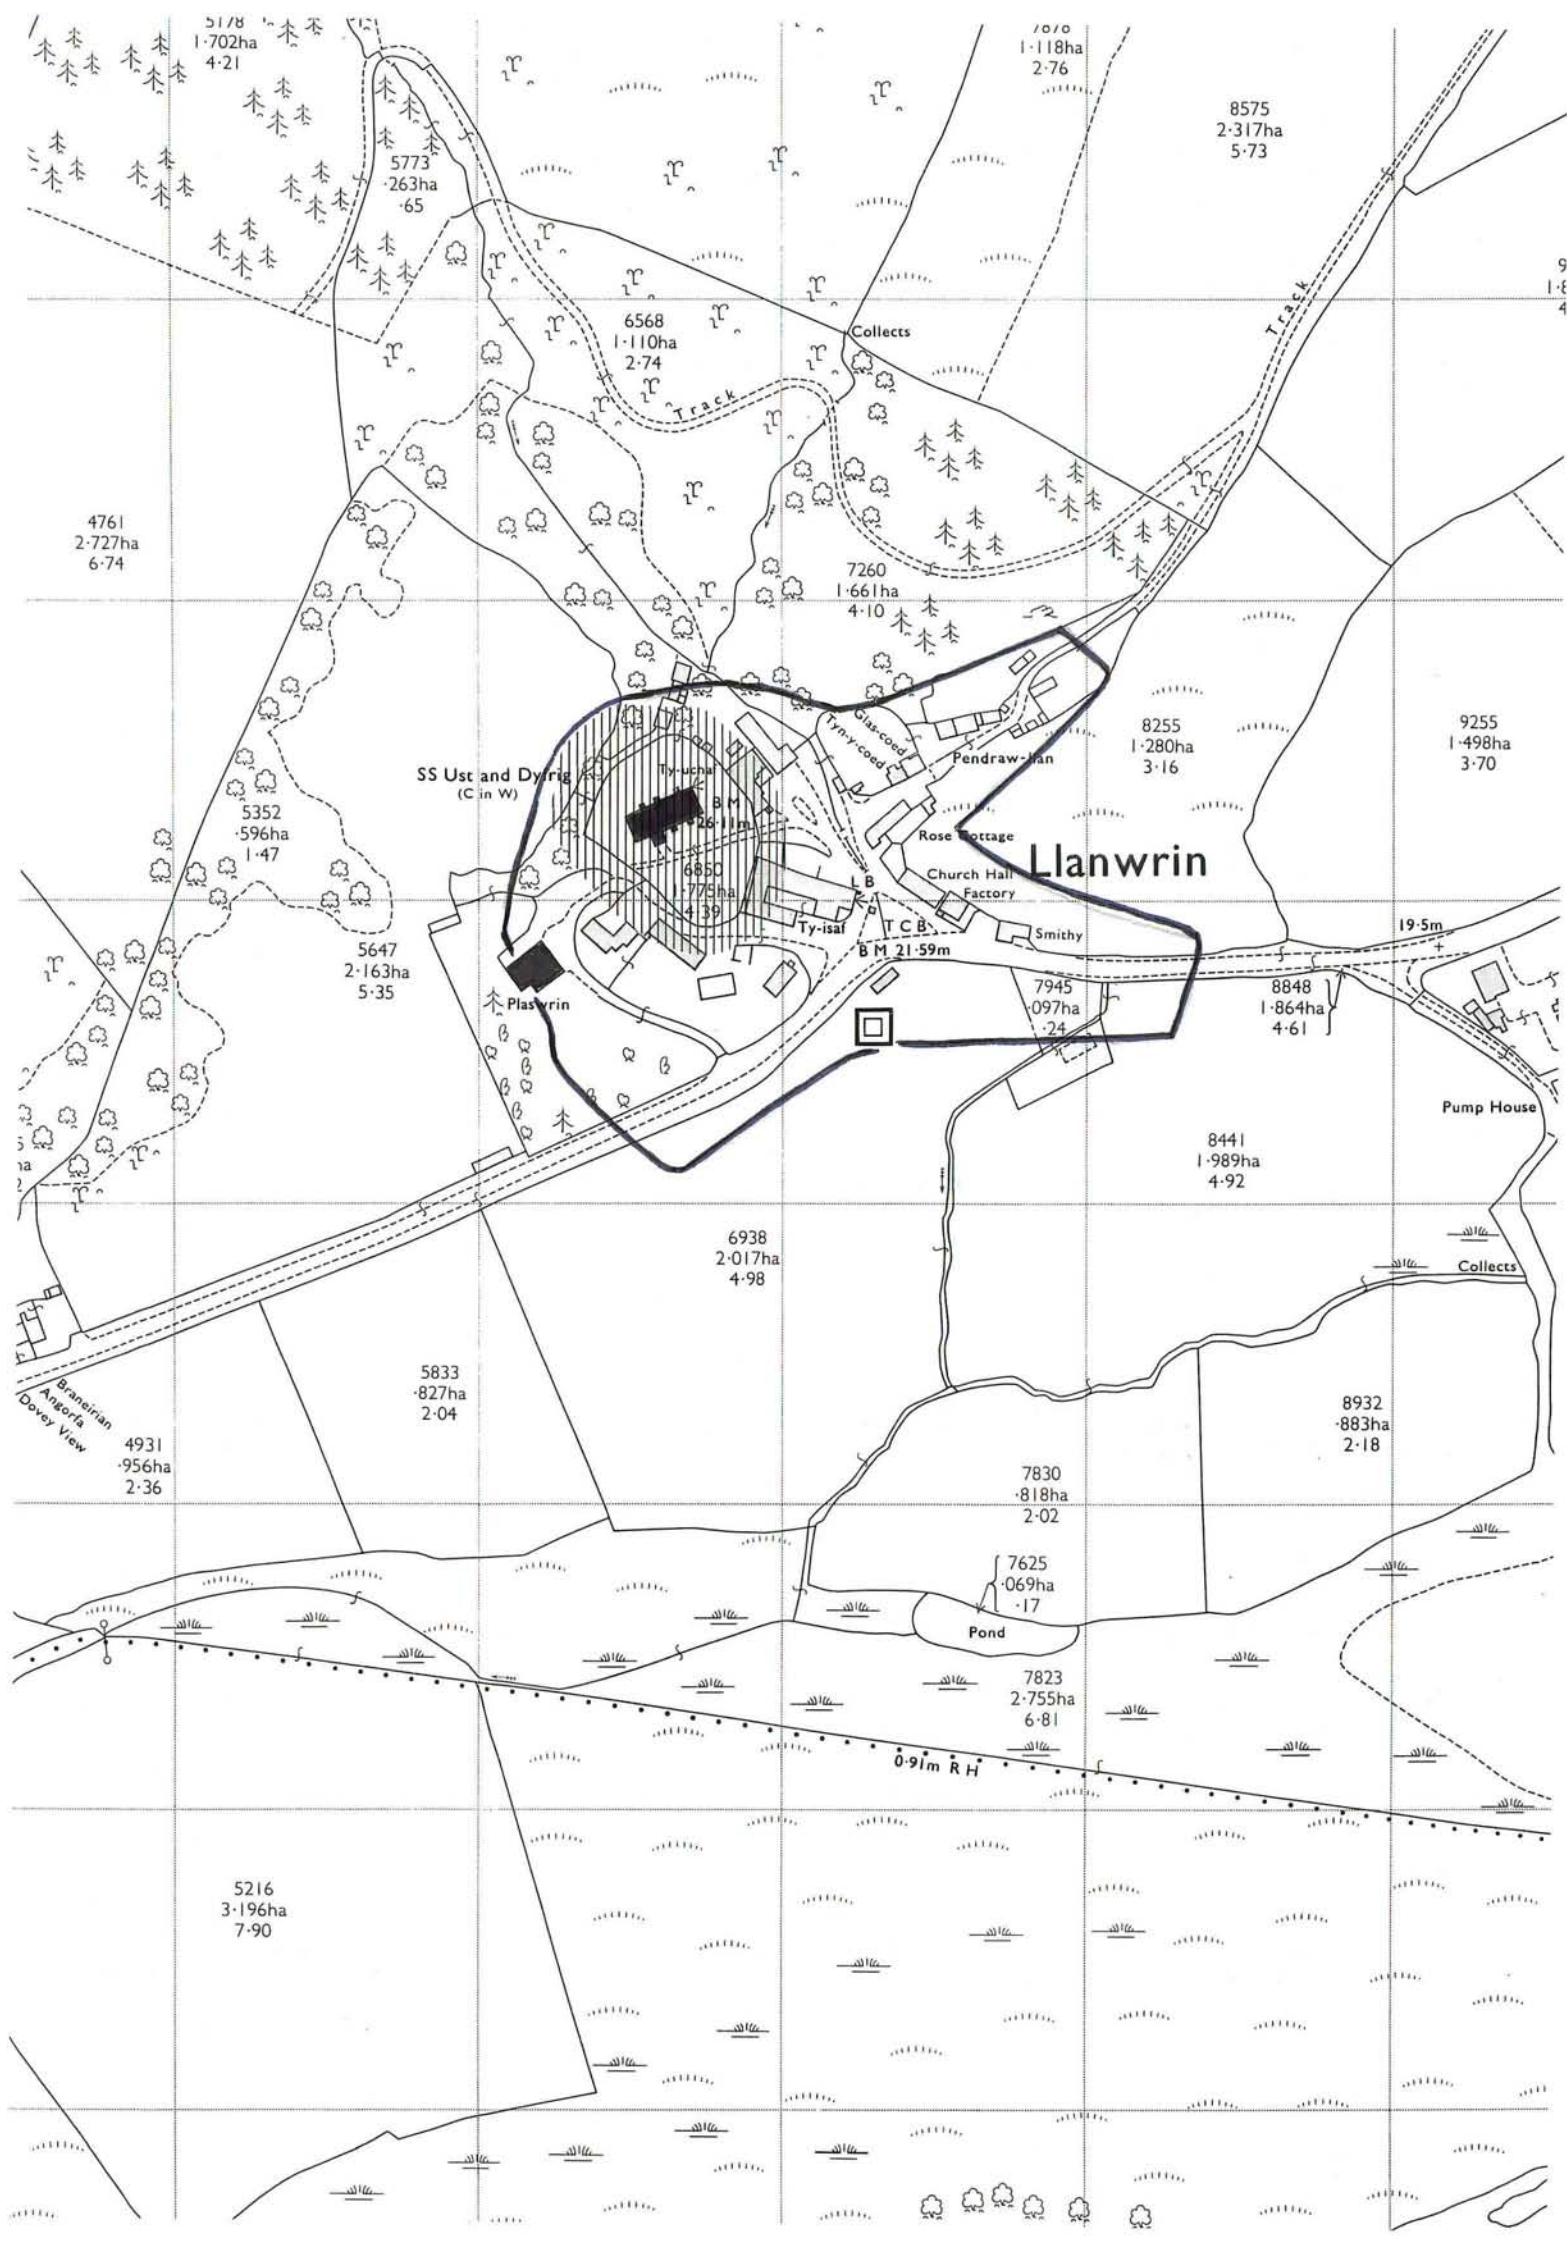 5178
1·702ha
4·21
7878
1·118ha
2·76
8575
2·317ha
5·73
5773
·263ha
·65
6568
1·110ha
2·74
Collects
Track
Track
4761
2·727ha
6·74
7260
1·661ha
4·10
8255
1·280ha
3·16
9255
1·498ha
3·70
Glas-coed
Tyn-y-coed
Pendraw-llan
SS Ust and Dyfrig
(C in W)
Ty-uchaf
B M
26·11m
5352
·596ha
1·47
Rose Cottage
Llanwrin
6850
1·775ha
4·39
L B
Church Hall
Factory
Ty-isaf
T C B
Smithy
19·5m
B M 21·59m
5647
2·163ha
5·35
7945
·097ha
·24
8848
1·864ha
4·61
Plaswrin
Pump House
8441
1·989ha
4·92
6938
2·017ha
4·98
Collects
5833
·827ha
2·04
Braneirian
Angorfa
Dovey View
4931
·956ha
2·36
8932
·883ha
2·18
7830
·818ha
2·02
7625
·069ha
·17
Pond
7823
2·755ha
6·81
0·91m R H
5216
3·196ha
7·90